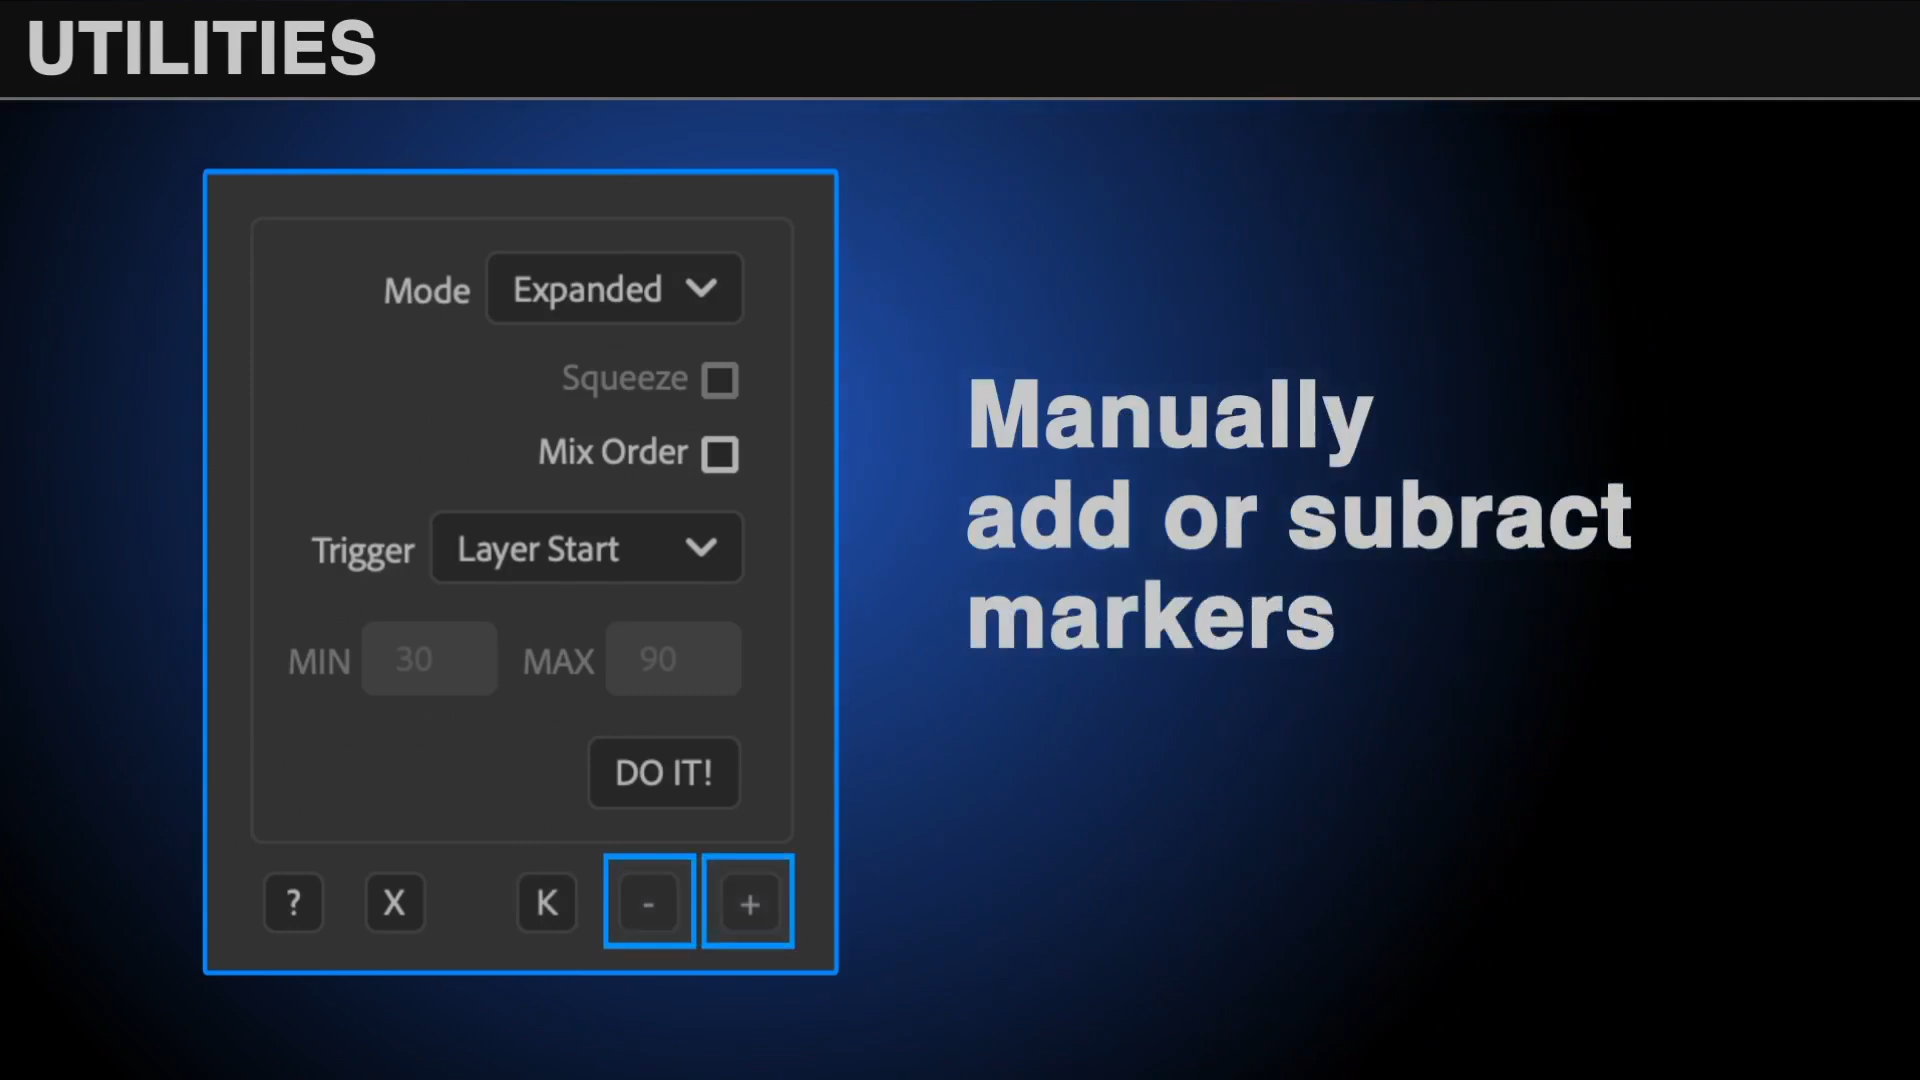 UTILITIES
Mode Expanded
Squeeze
Mix Order
Trigger Layer Start
MIN 30 MAX 90
DO IT!
? X K - +
Manually
add or subract
markers